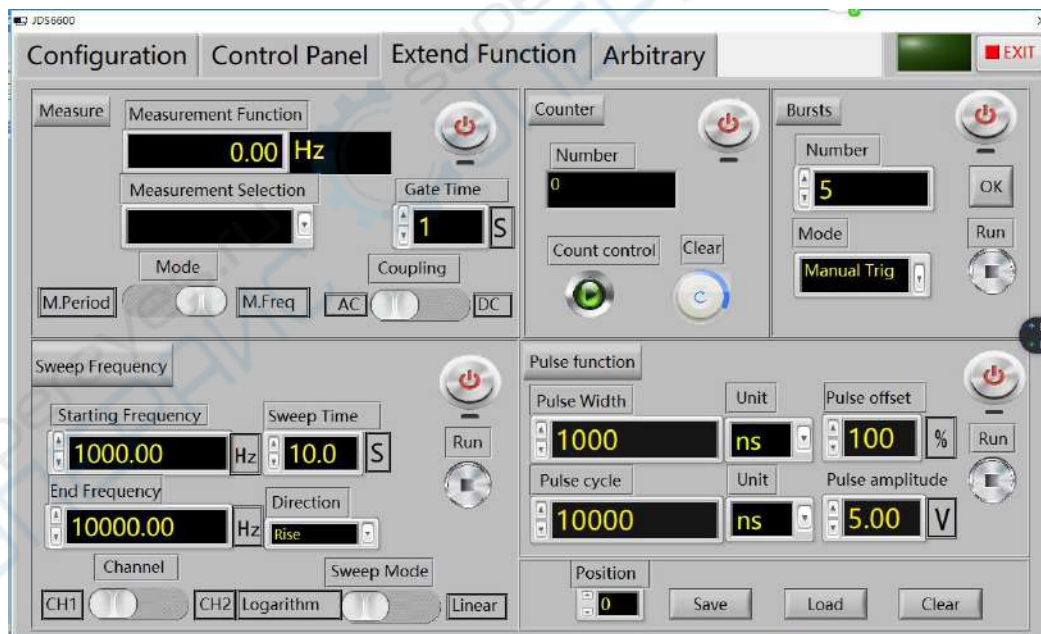 JDS6600
Configuration Control Panel Extend Function Arbitrary EXIT
Measure
Measurement Function
0.00 Hz
Measurement Selection
Gate Time
1 S
Mode
M.Period M.Freq
Coupling
AC DC
Counter
Number
0
Count control
Clear
Bursts
Number
5
OK
Mode
Manual Trig
Run
Sweep Frequency
Starting Frequency
1000.00 Hz
Sweep Time
10.0 S
Run
End Frequency
10000.00 Hz
Direction
Rise
Channel
CH1 CH2
Sweep Mode
Logarithm Linear
Pulse function
Pulse Width
1000
Unit
ns
Pulse offset
100 %
Run
Pulse cycle
10000
Unit
ns
Pulse amplitude
5.00 V
Position
0
Save Load Clear